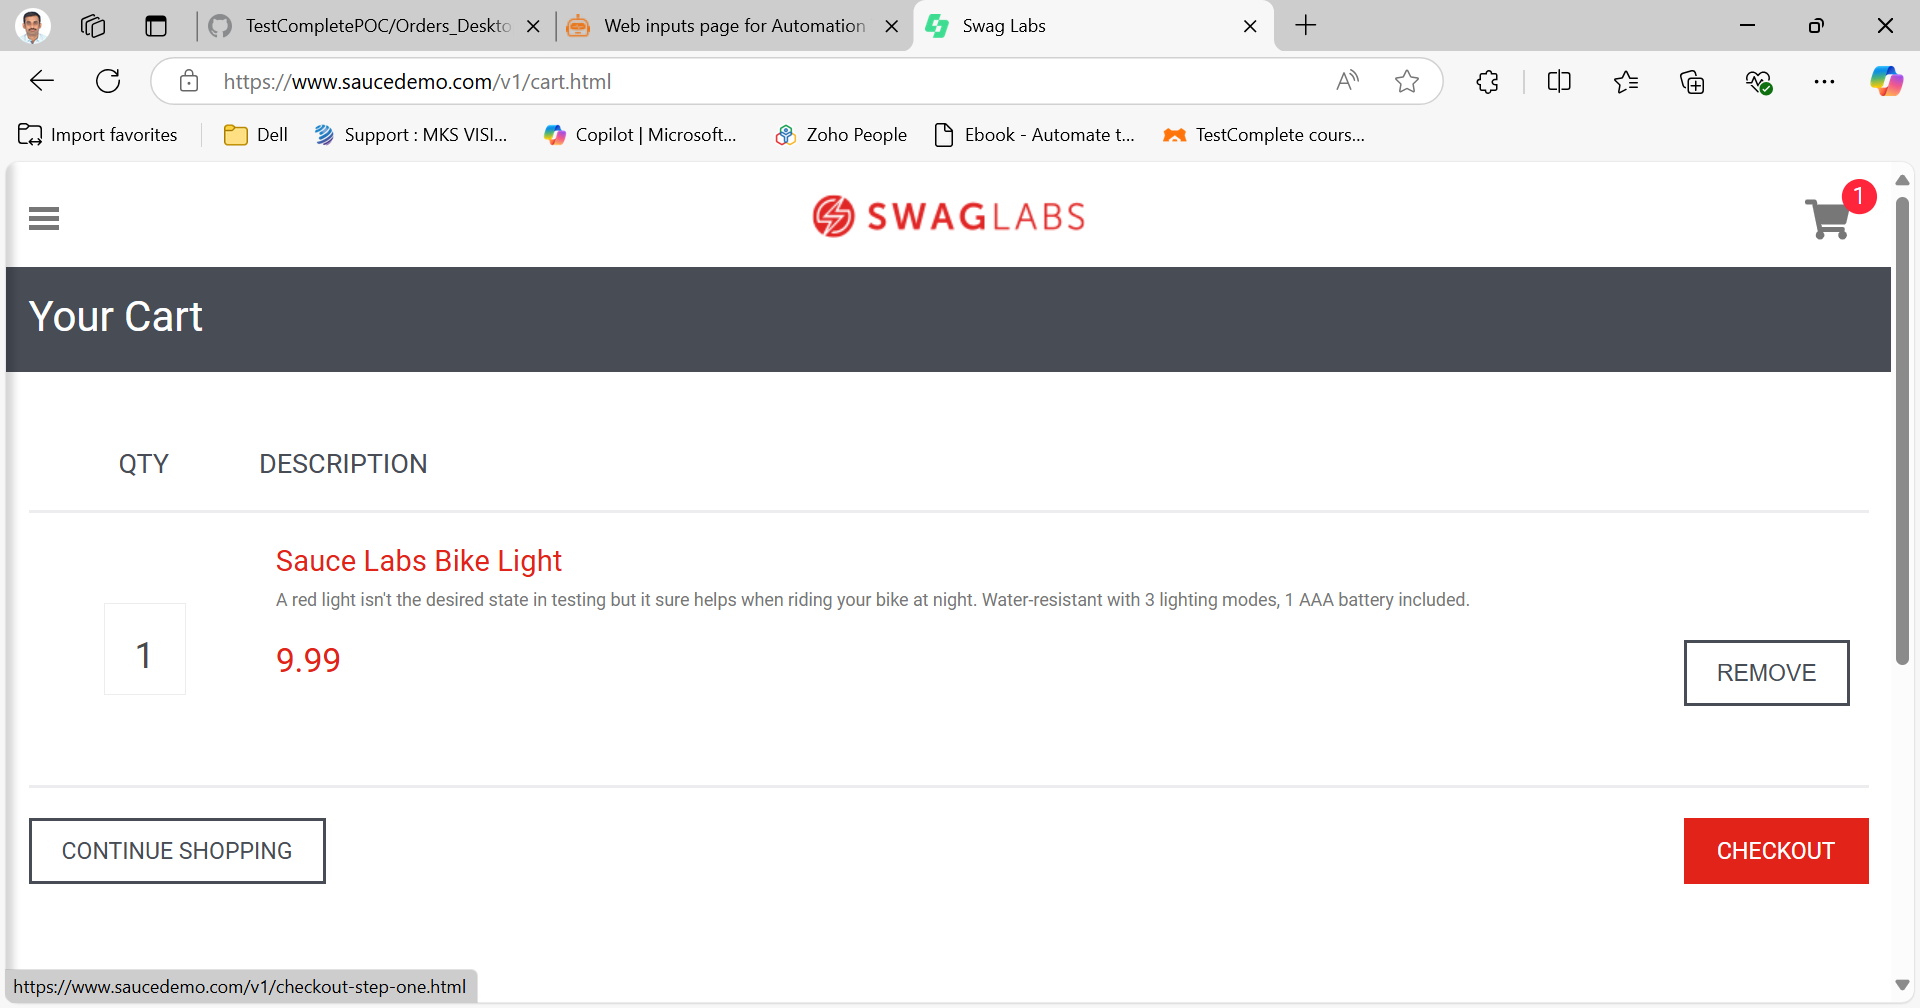 TestCompletePOC/Orders_Deskto
Web inputs page for Automation
Swag Labs
https://www.saucedemo.com/v1/cart.html
Import favorites
Dell
Support : MKS VISI...
Copilot | Microsoft...
Zoho People
Ebook - Automate t...
TestComplete cours...
SWAGLABS
1
Your Cart
QTY DESCRIPTION
Sauce Labs Bike Light
A red light isn't the desired state in testing but it sure helps when riding your bike at night. Water-resistant with 3 lighting modes, 1 AAA battery included.
1
9.99
REMOVE
CONTINUE SHOPPING
CHECKOUT
https://www.saucedemo.com/v1/checkout-step-one.html